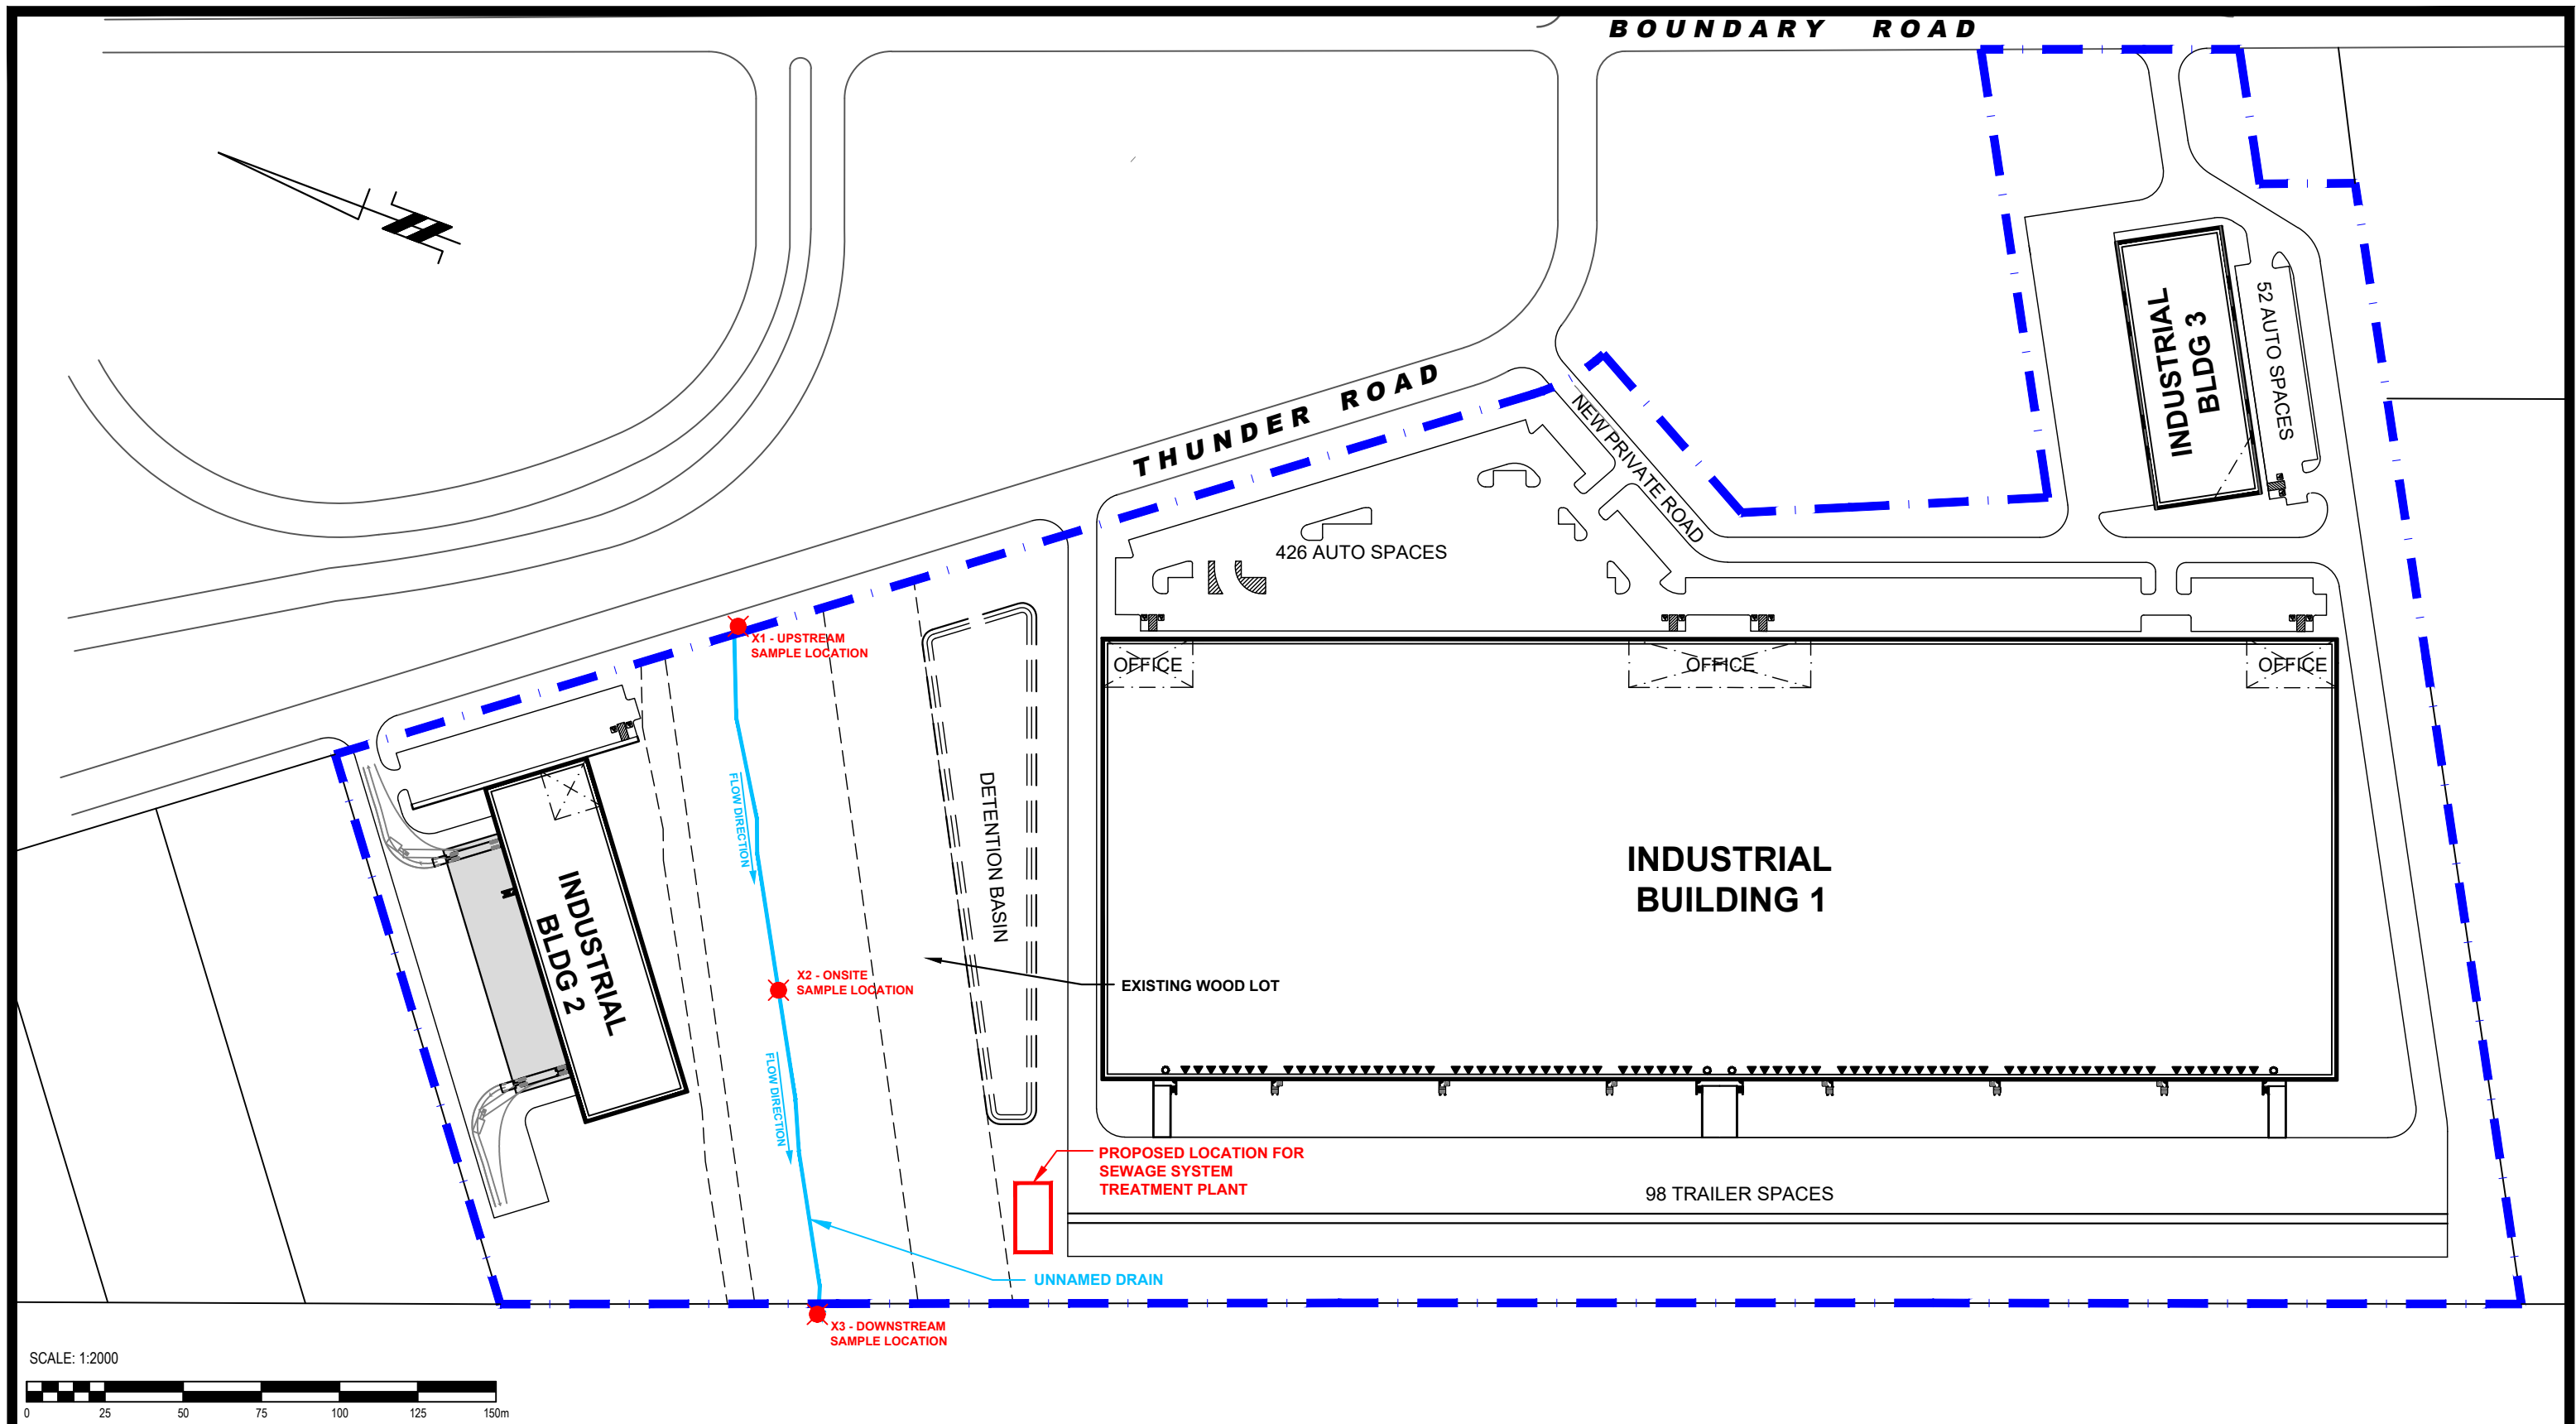 BOUNDARY ROAD
THUNDER ROAD
NEW PRIVATE ROAD
INDUSTRIAL
BLDG 3
52 AUTO SPACES
426 AUTO SPACES
X1 - UPSTREAM
SAMPLE LOCATION
OFFICE
OFFICE
OFFICE
FLOW DIRECTION
DETENTION BASIN
INDUSTRIAL
BUILDING 1
INDUSTRIAL
BLDG 2
X2 - ONSITE
SAMPLE LOCATION
EXISTING WOOD LOT
FLOW DIRECTION
PROPOSED LOCATION FOR
SEWAGE SYSTEM
TREATMENT PLANT
98 TRAILER SPACES
UNNAMED DRAIN
X3 - DOWNSTREAM
SAMPLE LOCATION
SCALE: 1:2000
0 25 50 75 100 125 150m